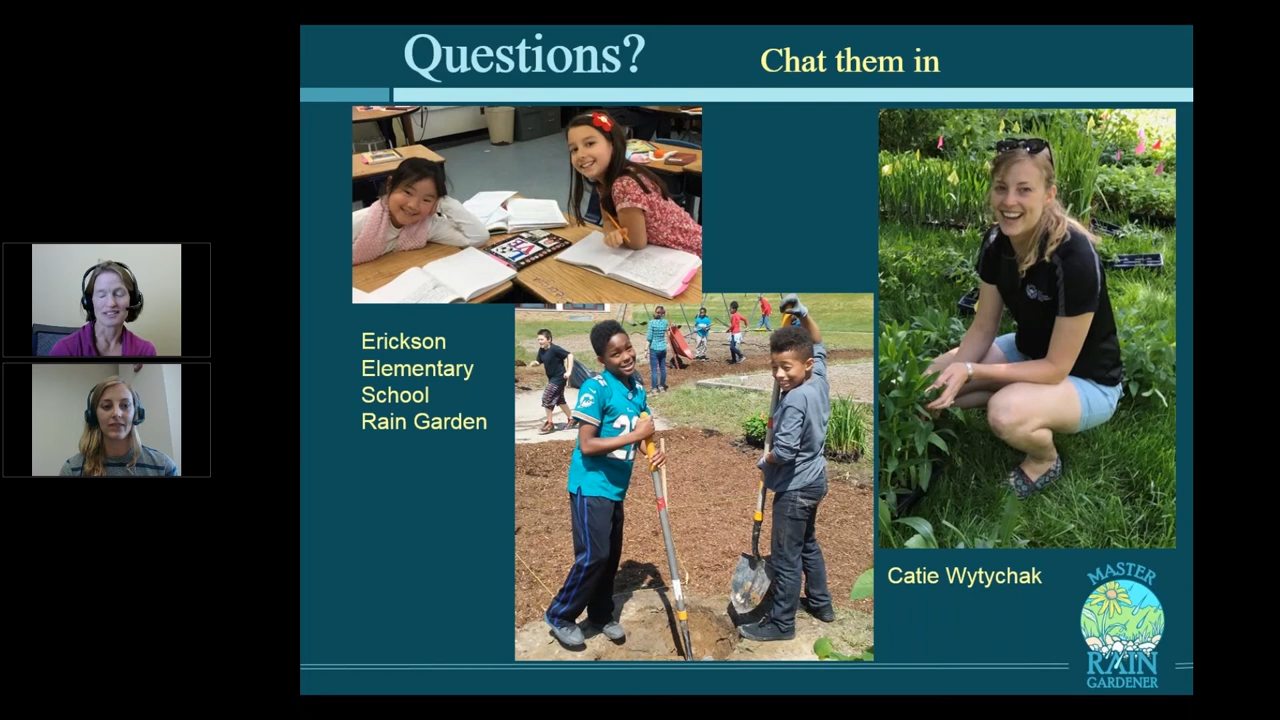 Questions?
Chat them in
Erickson
Elementary
School
Rain Garden
Catie Wytychak
MASTER
RAIN
GARDENER